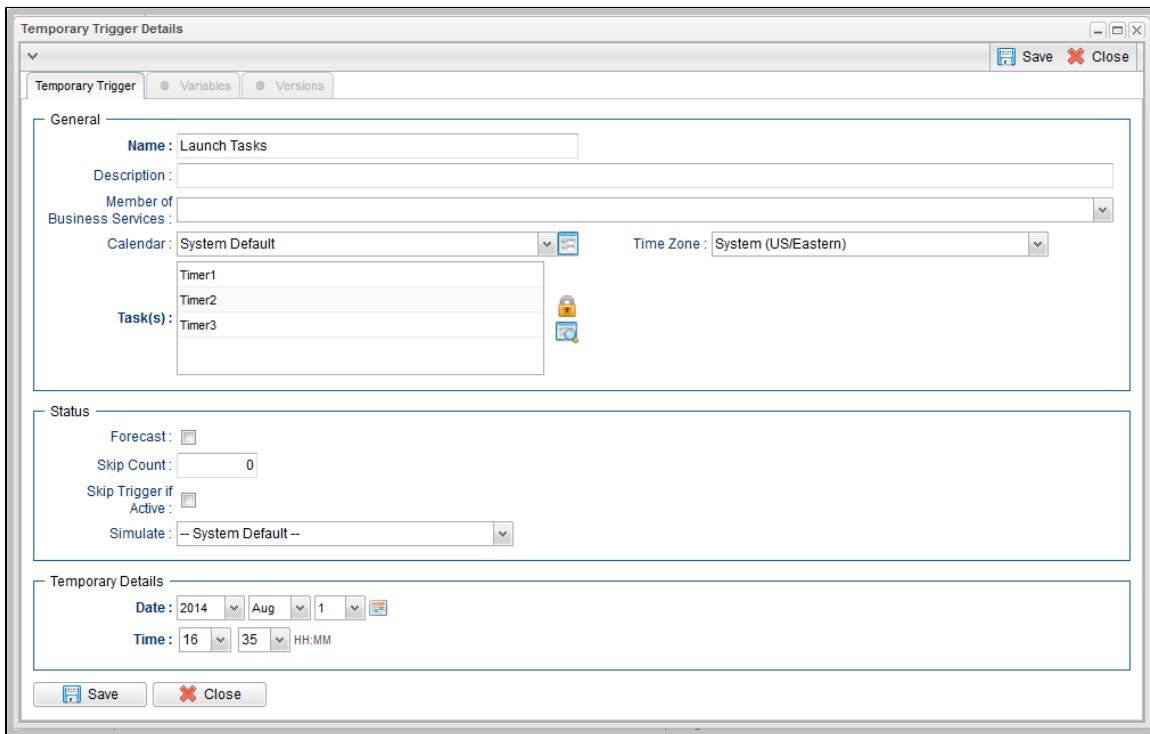 Temporary Trigger Details
Save Close
Temporary Trigger Variables Versions
General
Name : Launch Tasks
Description :
Member of
Business Services :
Calendar : System Default Time Zone : System (US/Eastern)
Timer1
Timer2
Task(s) : Timer3
Status
Forecast :
Skip Count : 0
Skip Trigger if
Active :
Simulate : -- System Default --
Temporary Details
Date : 2014 Aug 1
Time : 16 35 HH:MM
Save Close